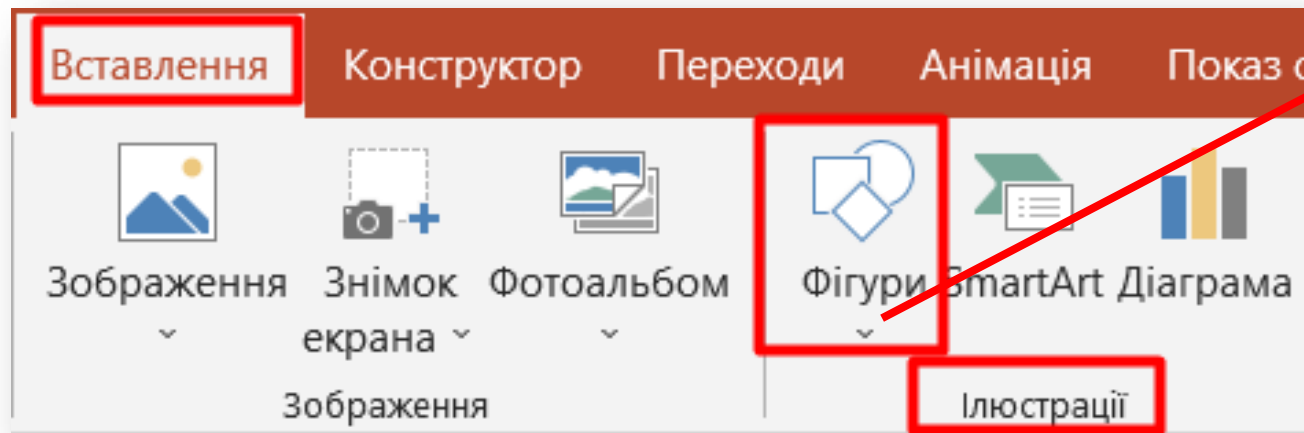 Вставлення Конструктор Переходи Анімація Показ
Зображення Знімок екрана Фотоальбом Фігури SmartArt Діаграма
Зображення Ілюстрації